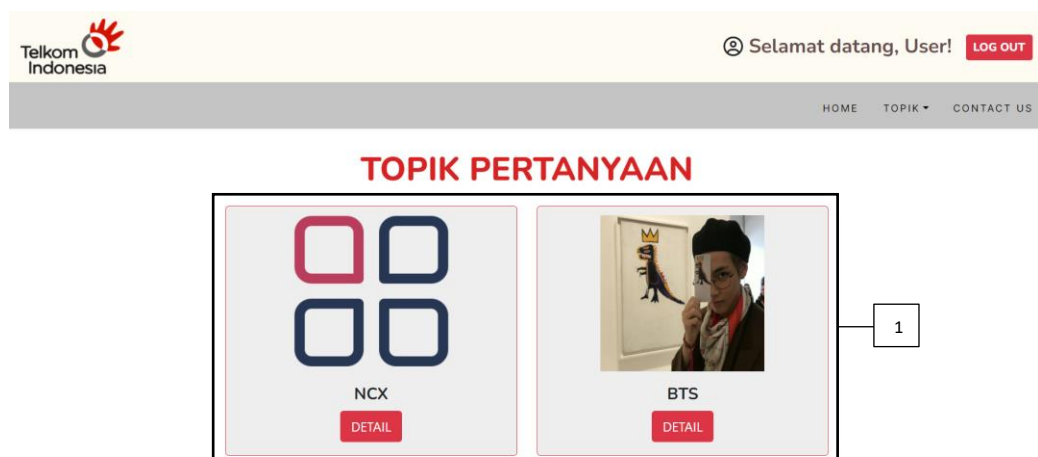 Telkom
Indonesia
Selamat datang, User!
LOG OUT
HOME
TOPIK
CONTACT US
TOPIK PERTANYAAN
NCX
DETAIL
BTS
DETAIL
1